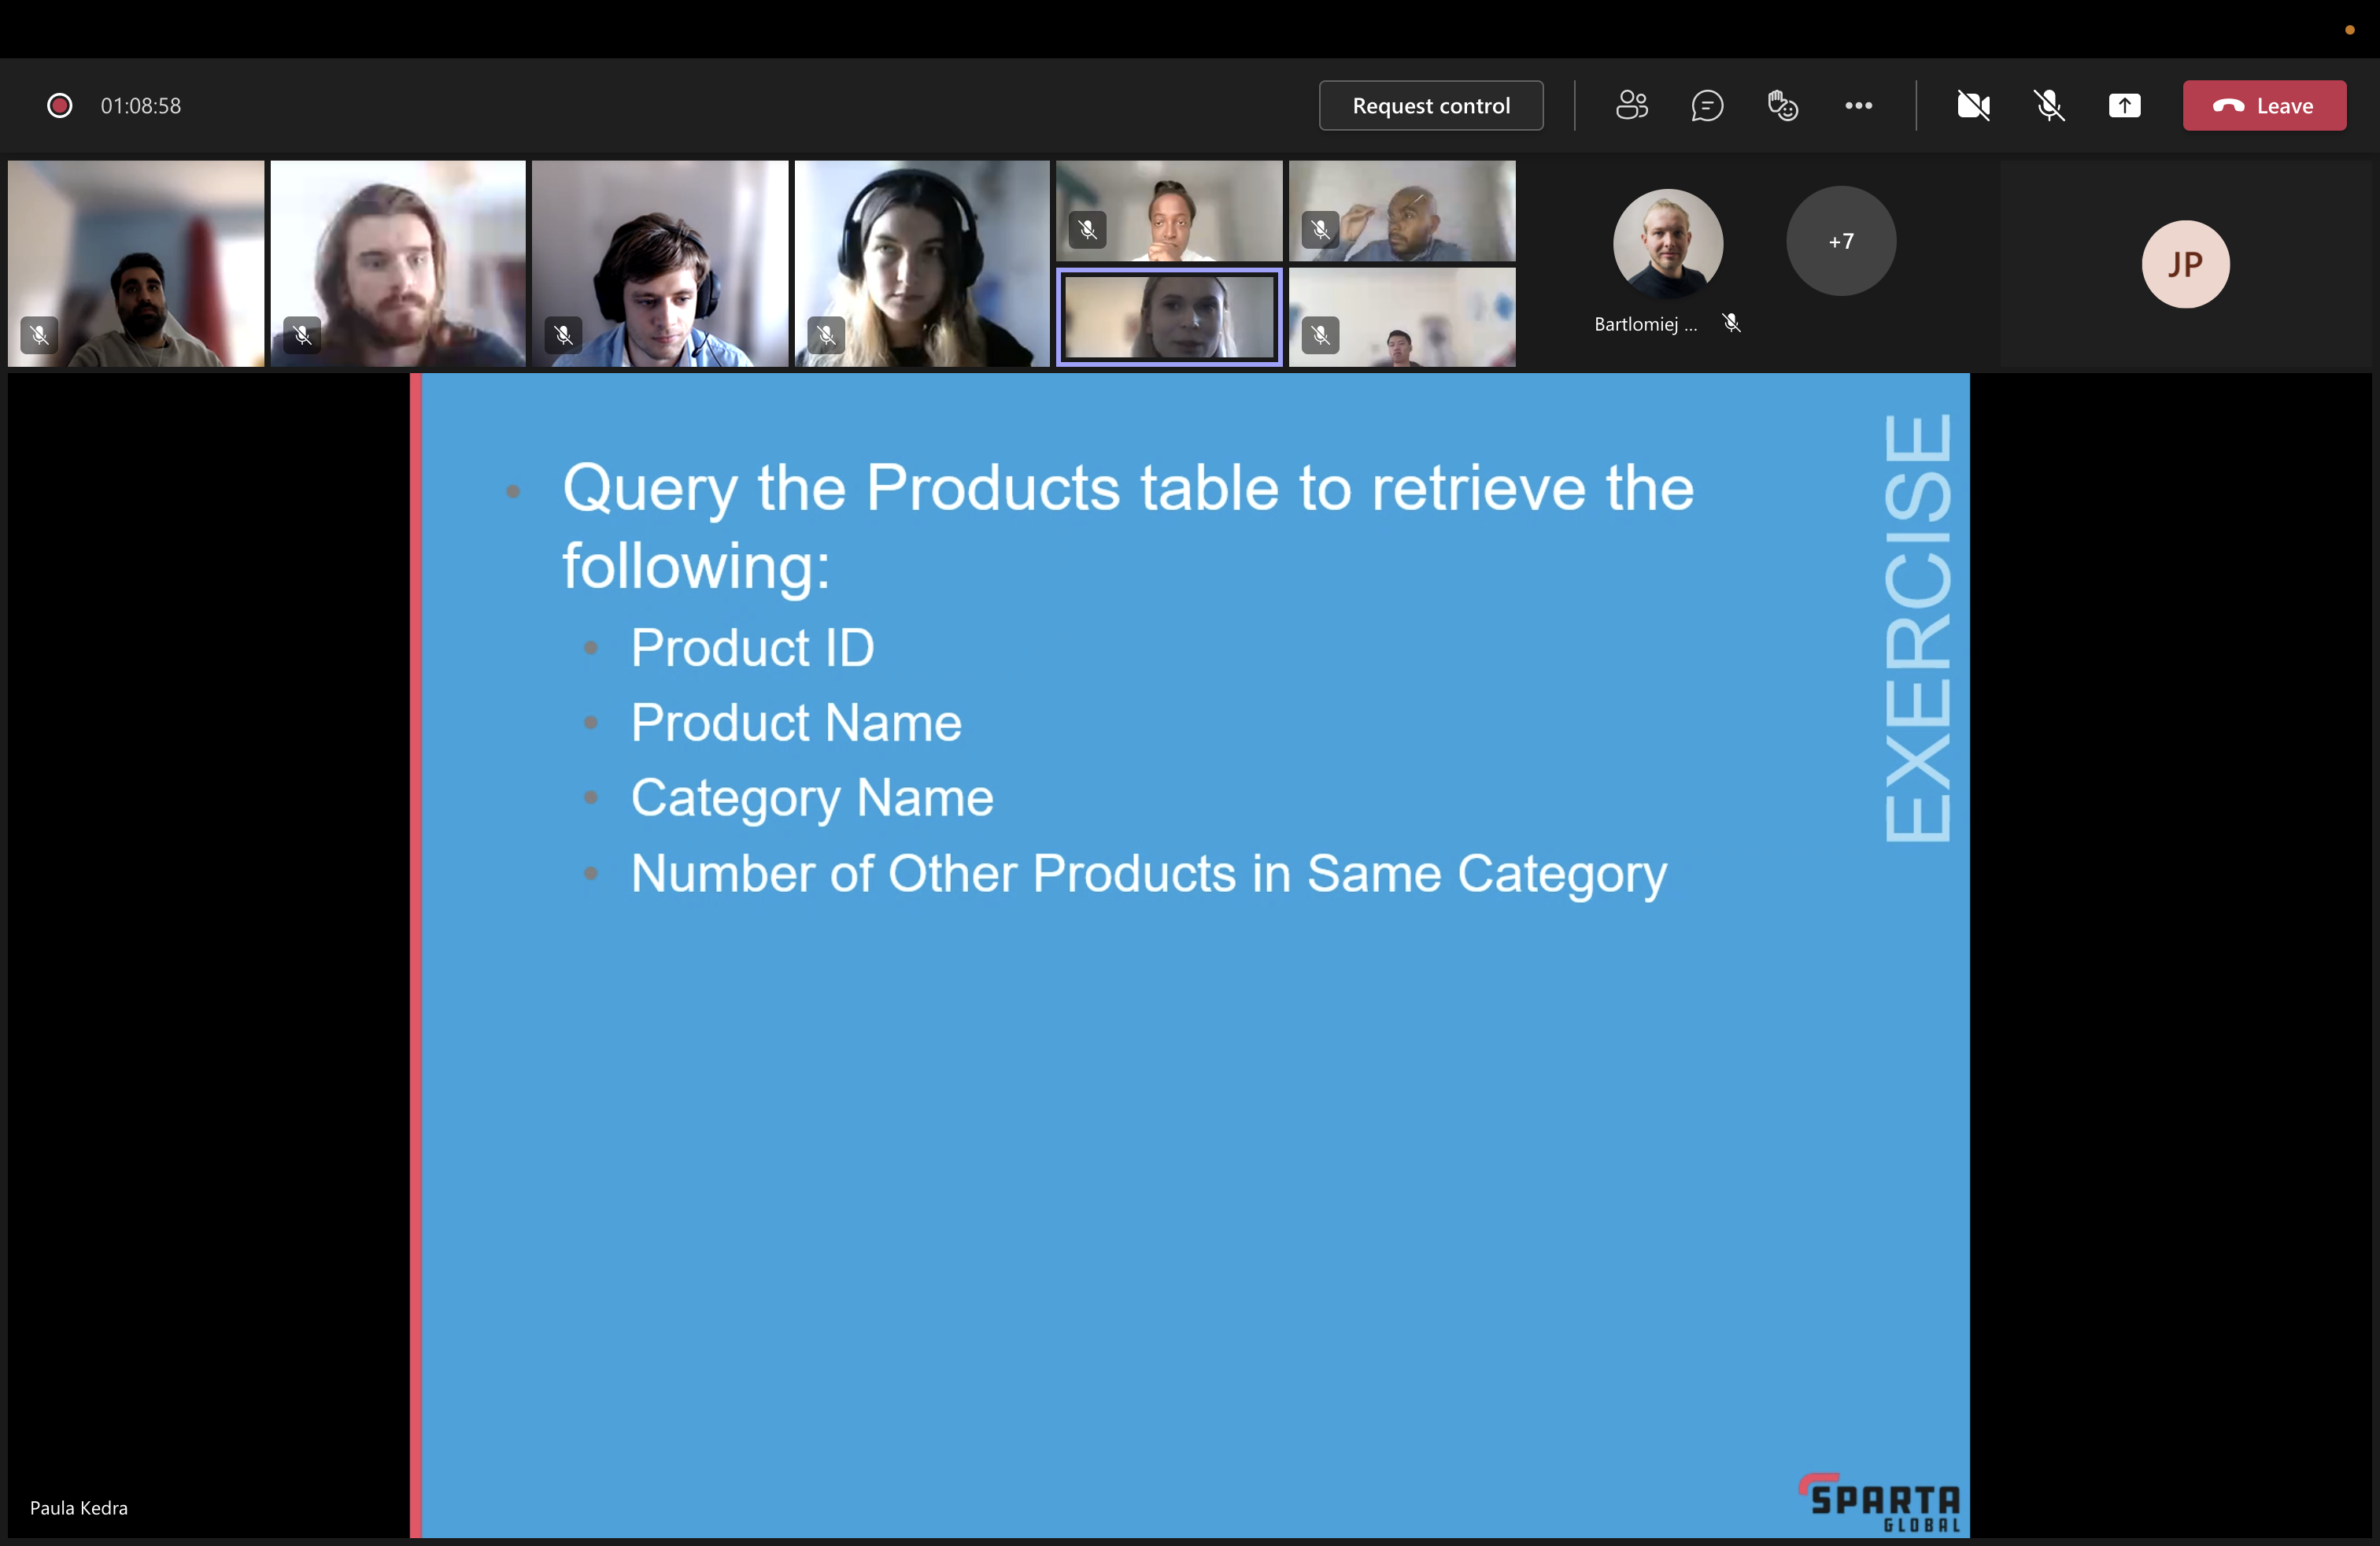 01:08:58
Request control
Leave
+7
JP
Bartlomiej ...
Query the Products table to retrieve the
following:
Product ID
Product Name
Category Name
Number of Other Products in Same Category
EXERCISE
Paula Kedra
SPARTA
GLOBAL